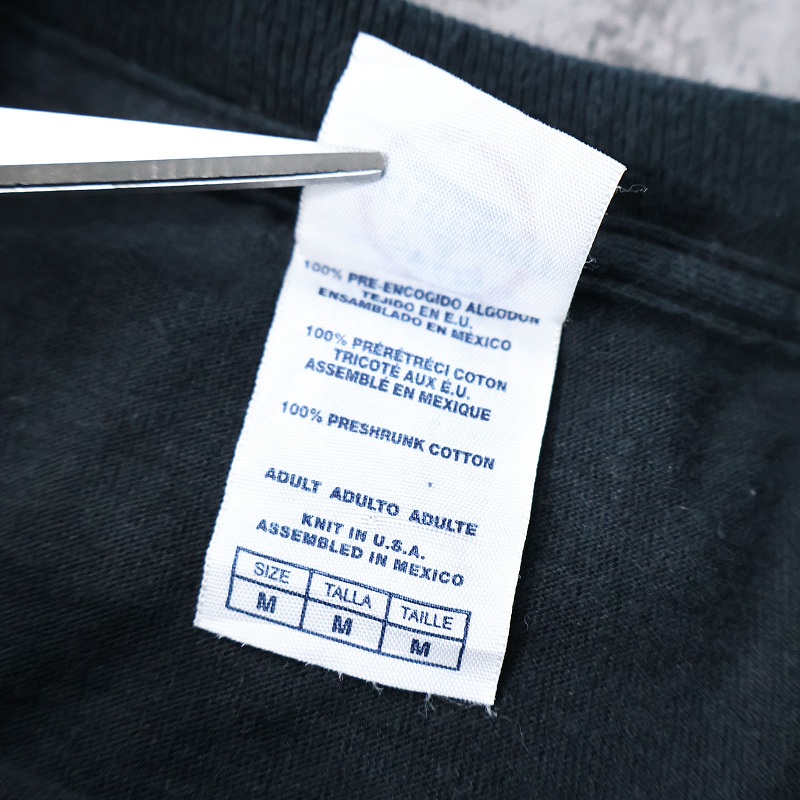 100% PRE-ENCOGIDO ALGODON
TEJIDO EN E.U.
ENSAMBLADO EN MÉXICO
100% PRÉRÉTRÉCI COTON
TRICOTÉ AUX É.U.
ASSEMBLÉ EN MEXIQUE
100% PRESHRUNK COTTON
ADULT ADULTO ADULTE
KNIT IN U.S.A.
ASSEMBLED IN MEXICO
SIZE TALLA TAILLE
M M M